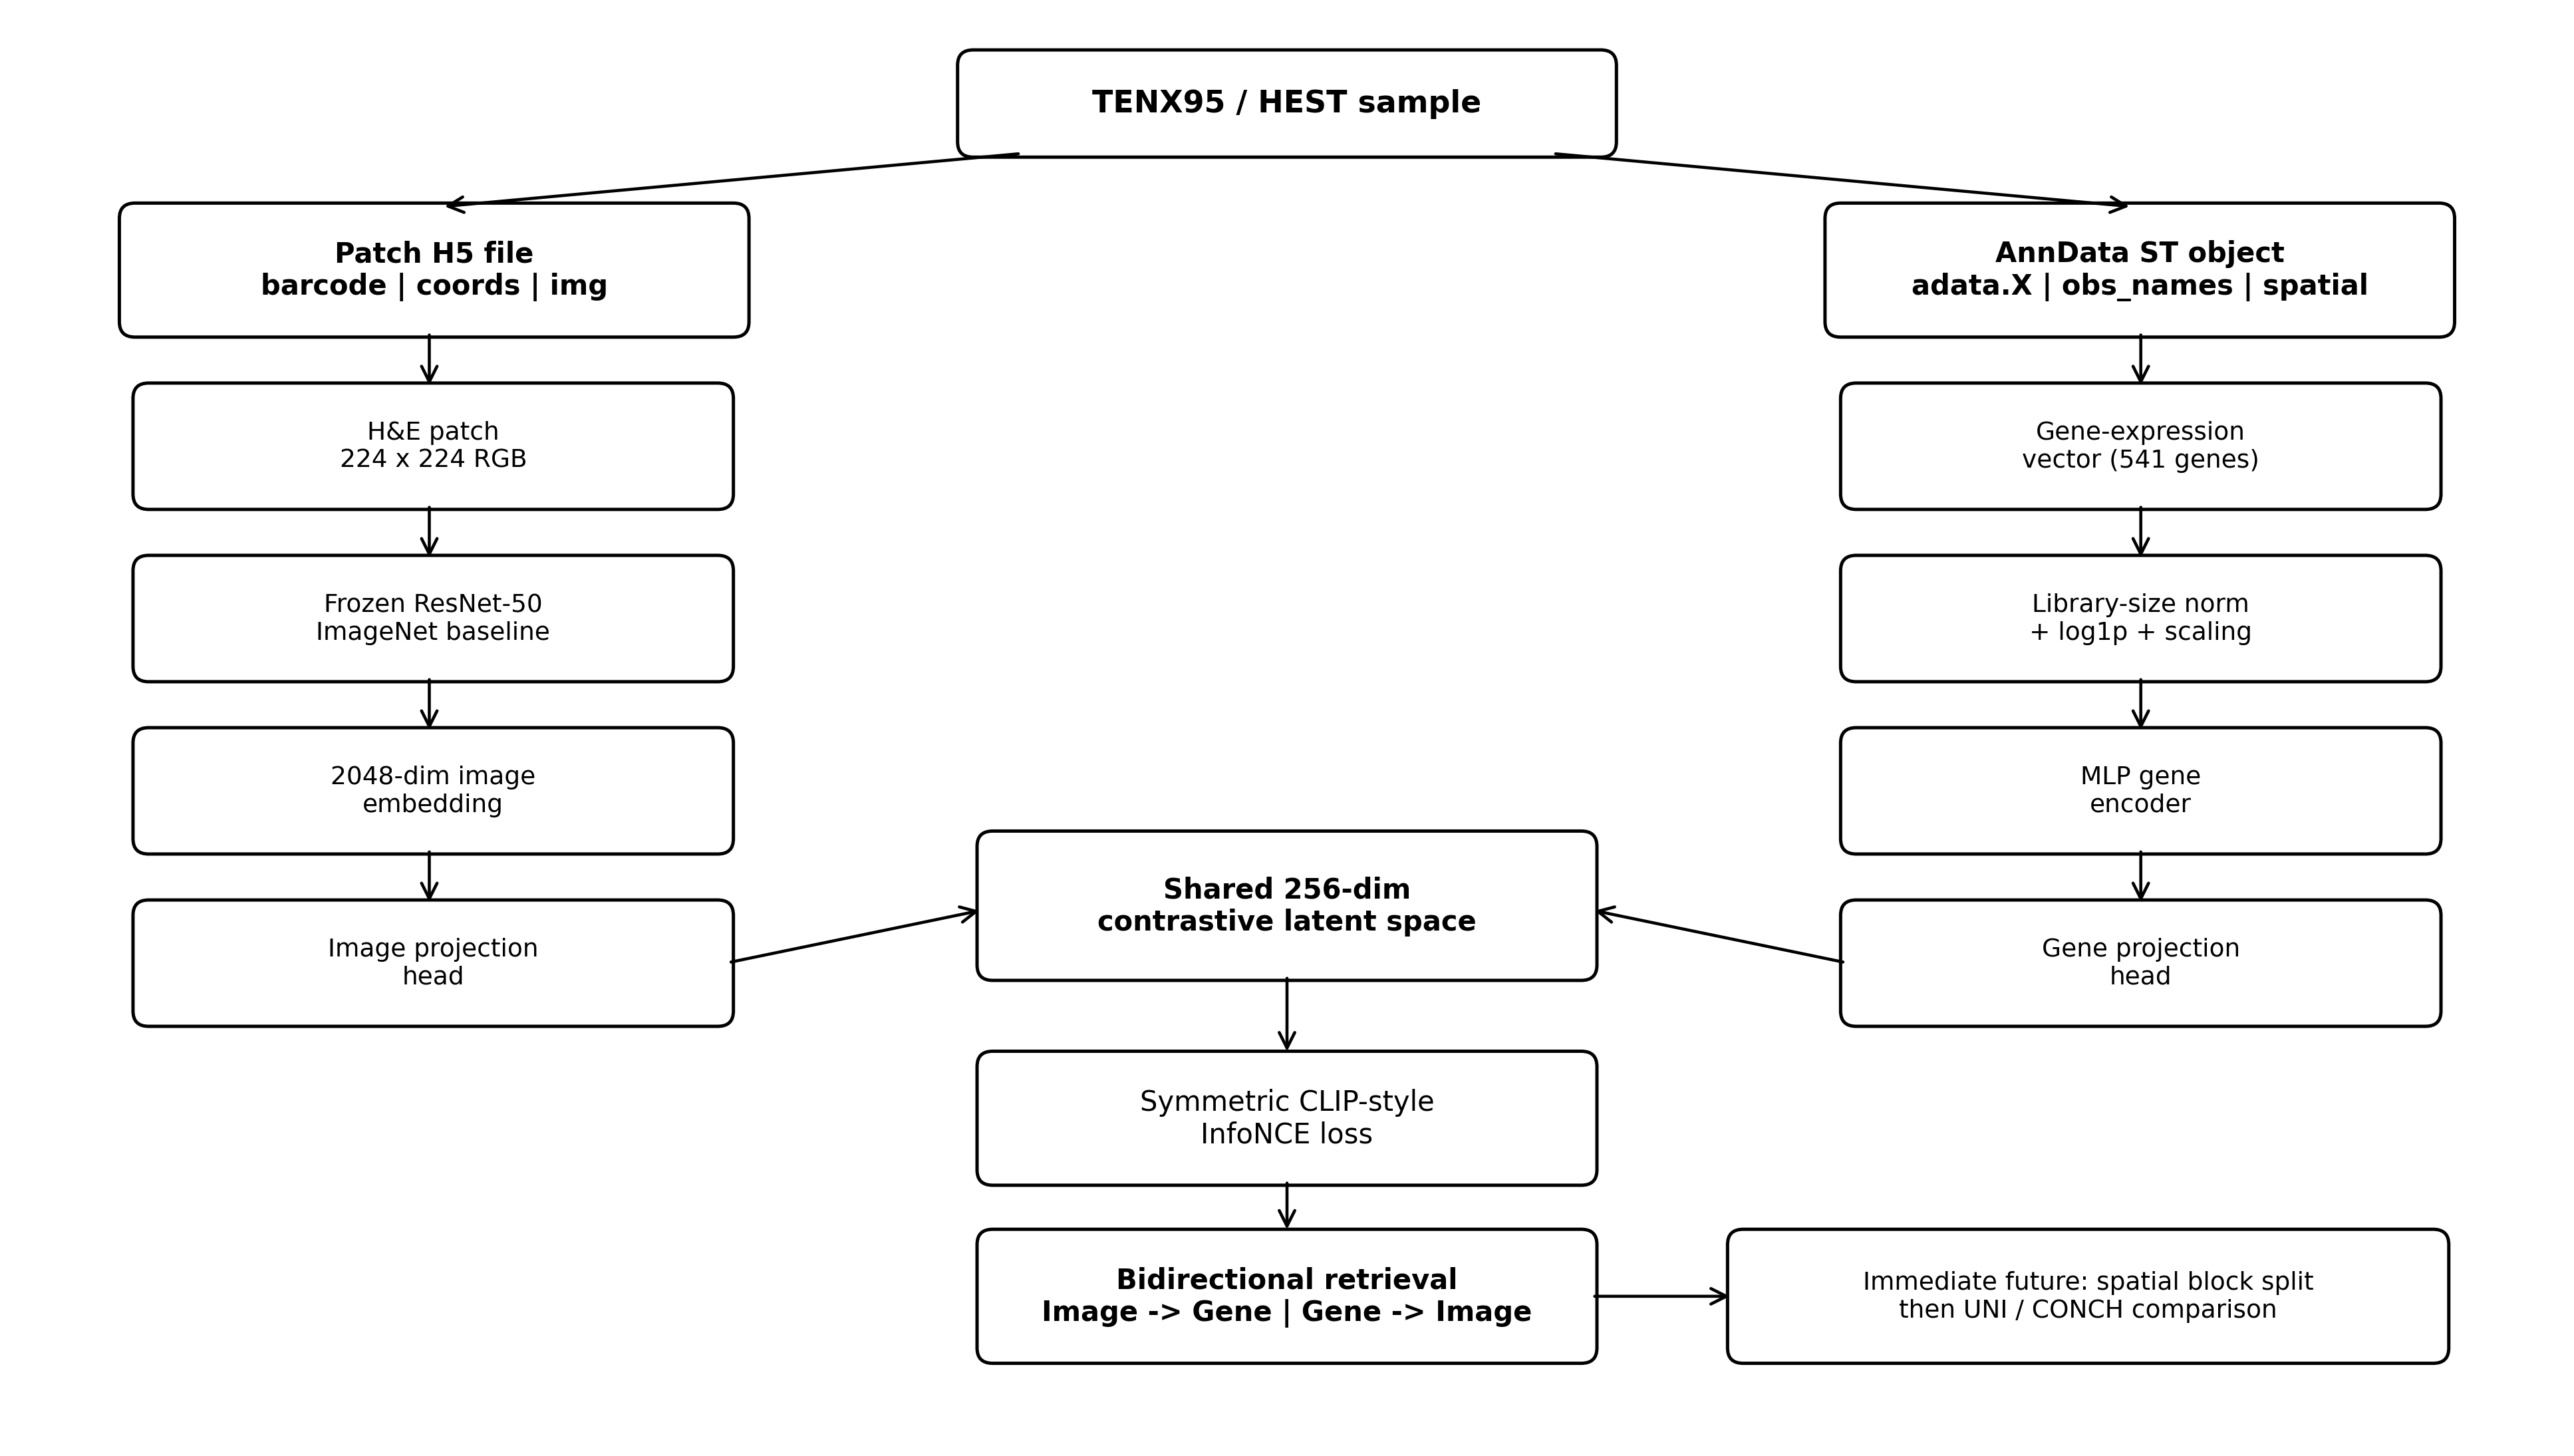 TENX95 / HEST sample
Patch H5 file
barcode | coords | img
H&E patch
224 x 224 RGB
Frozen ResNet-50
ImageNet baseline
2048-dim image
embedding
Image projection
head
AnnData ST object
adata.X | obs_names | spatial
Gene-expression
vector (541 genes)
Library-size norm
+ log1p + scaling
MLP gene
encoder
Gene projection
head
Shared 256-dim
contrastive latent space
Symmetric CLIP-style
InfoNCE loss
Bidirectional retrieval
Image -> Gene | Gene -> Image
Immediate future: spatial block split
then UNI / CONCH comparison